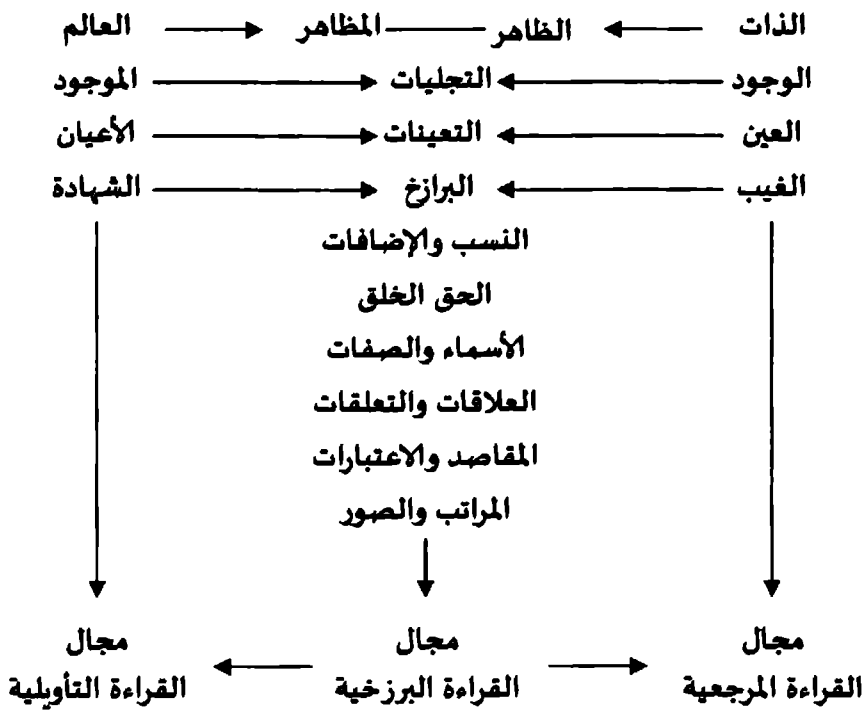 الذات الظاهر المظاهر العالم
الوجود التجليات الموجود
العين التعينات الأعيان
الغيب البرازخ الشهادة
النسب والإضافات
الحق الخلق
الأسماء والصفات
العلاقات والتعلقات
المقاصد والاعتبارات
المراتب والصور
مجال مجال مجال
القراءة المرجعية القراءة البرزخية القراءة التأويلية